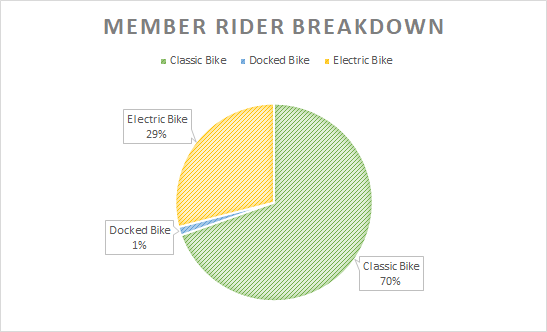 MEMBER RIDER BREAKDOWN
Classic Bike Docked Bike Electric Bike
Electric Bike
29%
Docked Bike
1%
Classic Bike
70%